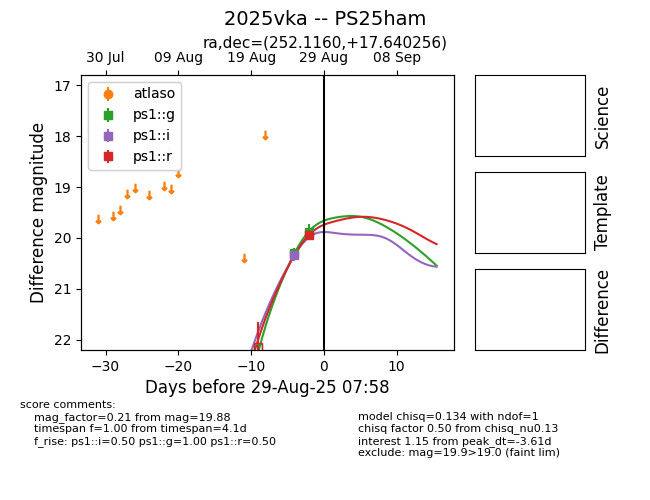 2025vka -- PS25ham
ra,dec=(252.1160,+17.640256)
30 Jul 09 Aug 19 Aug 29 Aug 08 Sep
17
18
19
20
21
22
Difference magnitude
atlaso
ps1::g
ps1::i
ps1::r
−30 −20 −10 0 10
Days before 29-Aug-25 07:58
Science
Template
Difference
score comments:
mag_factor=0.21 from mag=19.88
timespan f=1.00 from timespan=4.1d
f_rise: ps1::i=0.50 ps1::g=1.00 ps1::r=0.50
model chisq=0.134 with ndof=1
chisq factor 0.50 from chisq_nu0.13
interest 1.15 from peak_dt=-3.61d
exclude: mag=19.9>19.0 (faint lim)